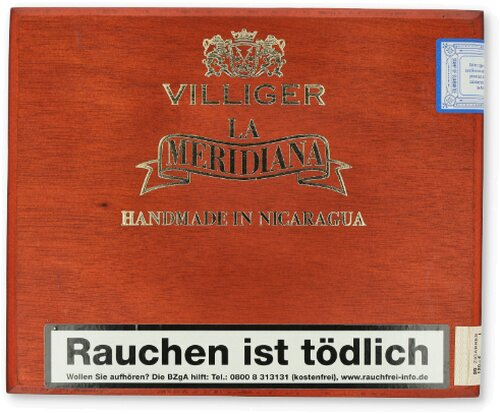 VILLIGER
LA
MERIDIANA
HANDMADE IN NICARAGUA
Rauchen ist tödlich
Wollen Sie aufhören? Die BZgA hilft: Tel.: 0800 8 313131 (kostenfrei), www.rauchfrei-info.de